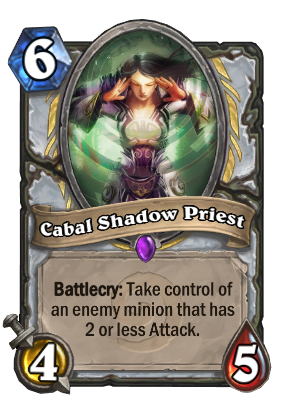 6
Cabal Shadow Priest
Battlecry: Take control of
an enemy minion that has
2 or less Attack.
4
5